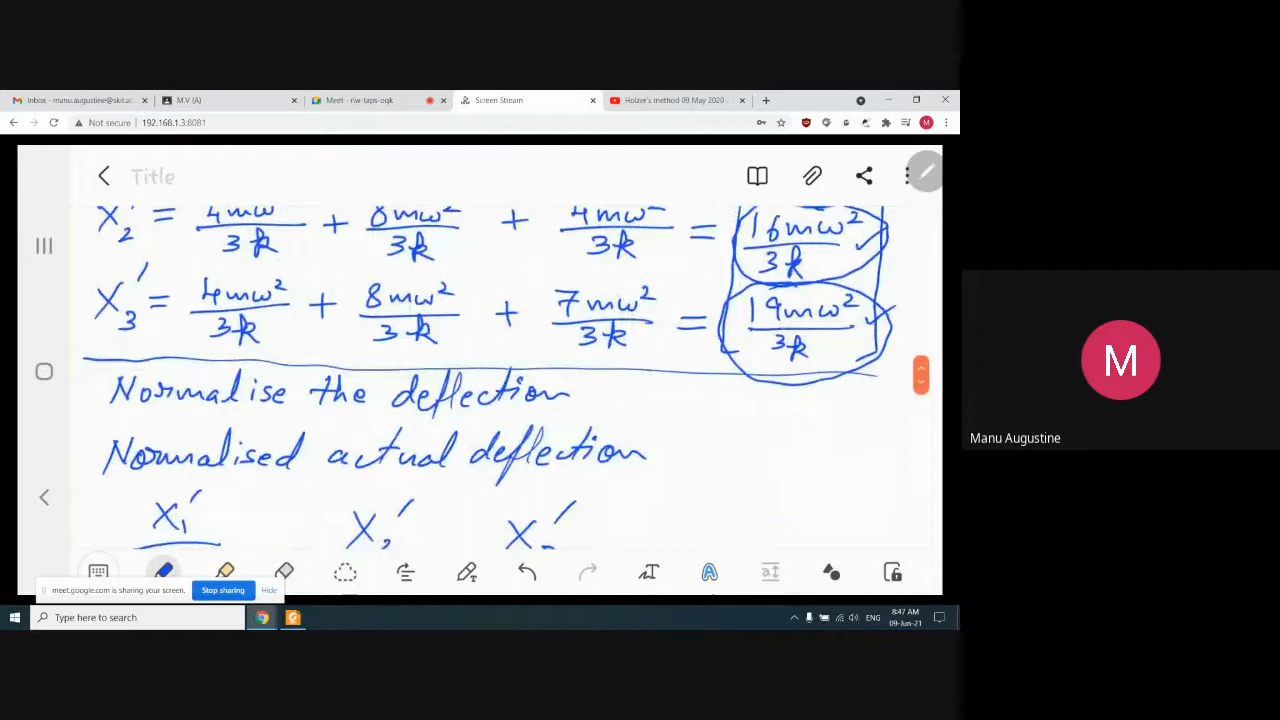 Inbox - manu.augustine@skit.ac
M.V (A)
Meet - riw-taps-oqk
Screen Stream
Holzer's method 09 May 2020 -
Not secure | 192.168.1.3:8081
Title
X₂' = 4mω²/3k + 8mω²/3k + 4mω²/3k = 16mω²/3k
X₃' = 4mω²/3k + 8mω²/3k + 7mω²/3k = 19mω²/3k
Normalise the deflection
Normalised actual deflection
X₁' X₂' X
meet.google.com is sharing your screen. Stop sharing Hide
Type here to search
ENG
8:47 AM
09-Jun-21
M
Manu Augustine